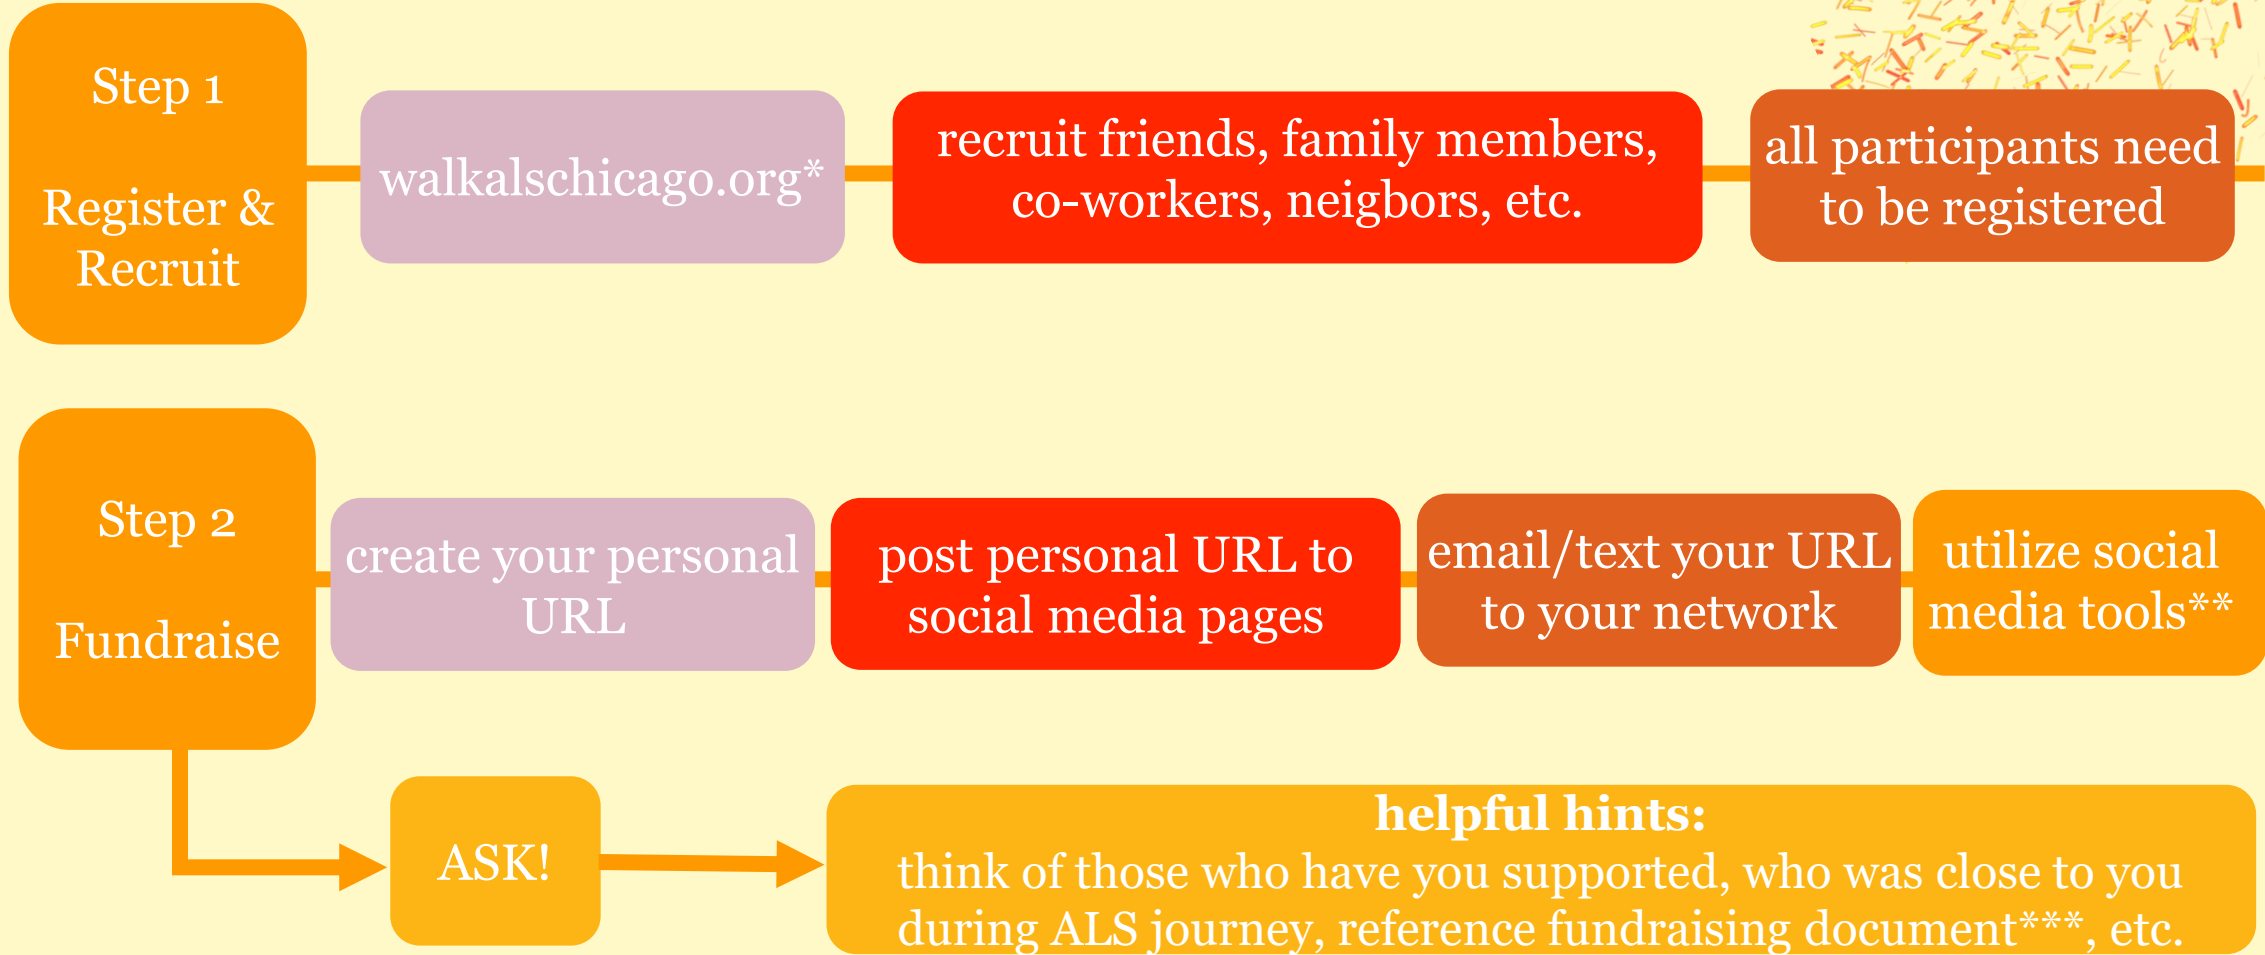 Step 1
Register &
Recruit
walkalschicago.org*
recruit friends, family members,
co-workers, neigbors, etc.
all participants need
to be registered
Step 2
Fundraise
create your personal
URL
post personal URL to
social media pages
email/text your URL
to your network
utilize social
media tools**
ASK!
helpful hints:
think of those who have you supported, who was close to you
during ALS journey, reference fundraising document***, etc.